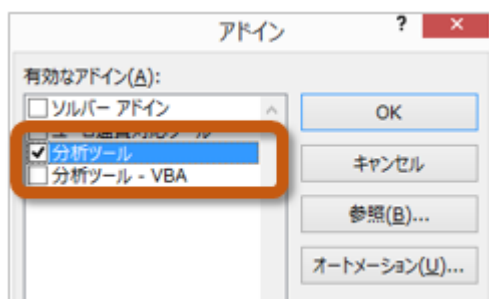 アドイン
?
×
有効なアドイン(A):
ソルバー アドイン
分析ツール
分析ツール - VBA
OK
キャンセル
参照(B)...
オートメーション(U)...